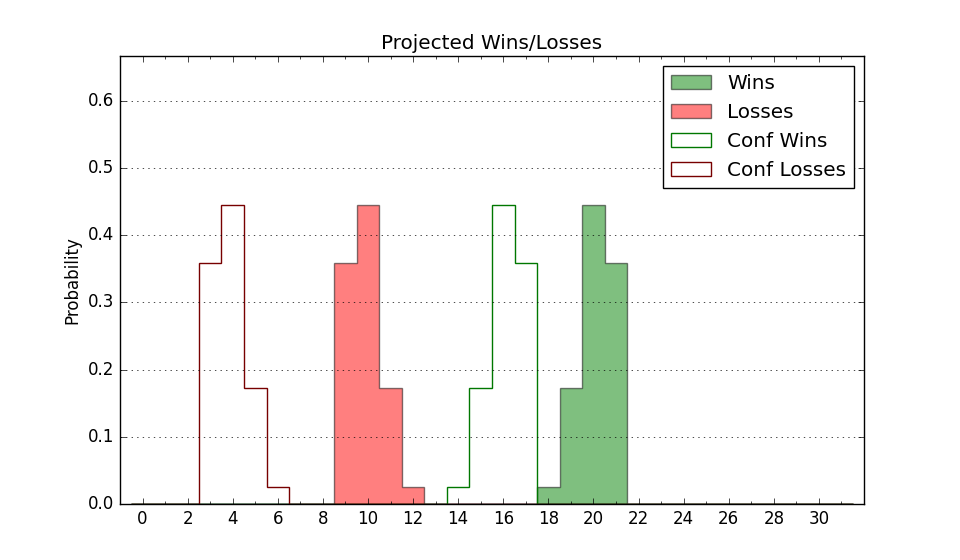 Projected Wins/Losses
Wins
Losses
Conf Wins
Conf Losses
Probability
0.6
0.5
0.4
0.3
0.2
0.1
0.0
0 2 4 6 8 10 12 14 16 18 20 22 24 26 28 30